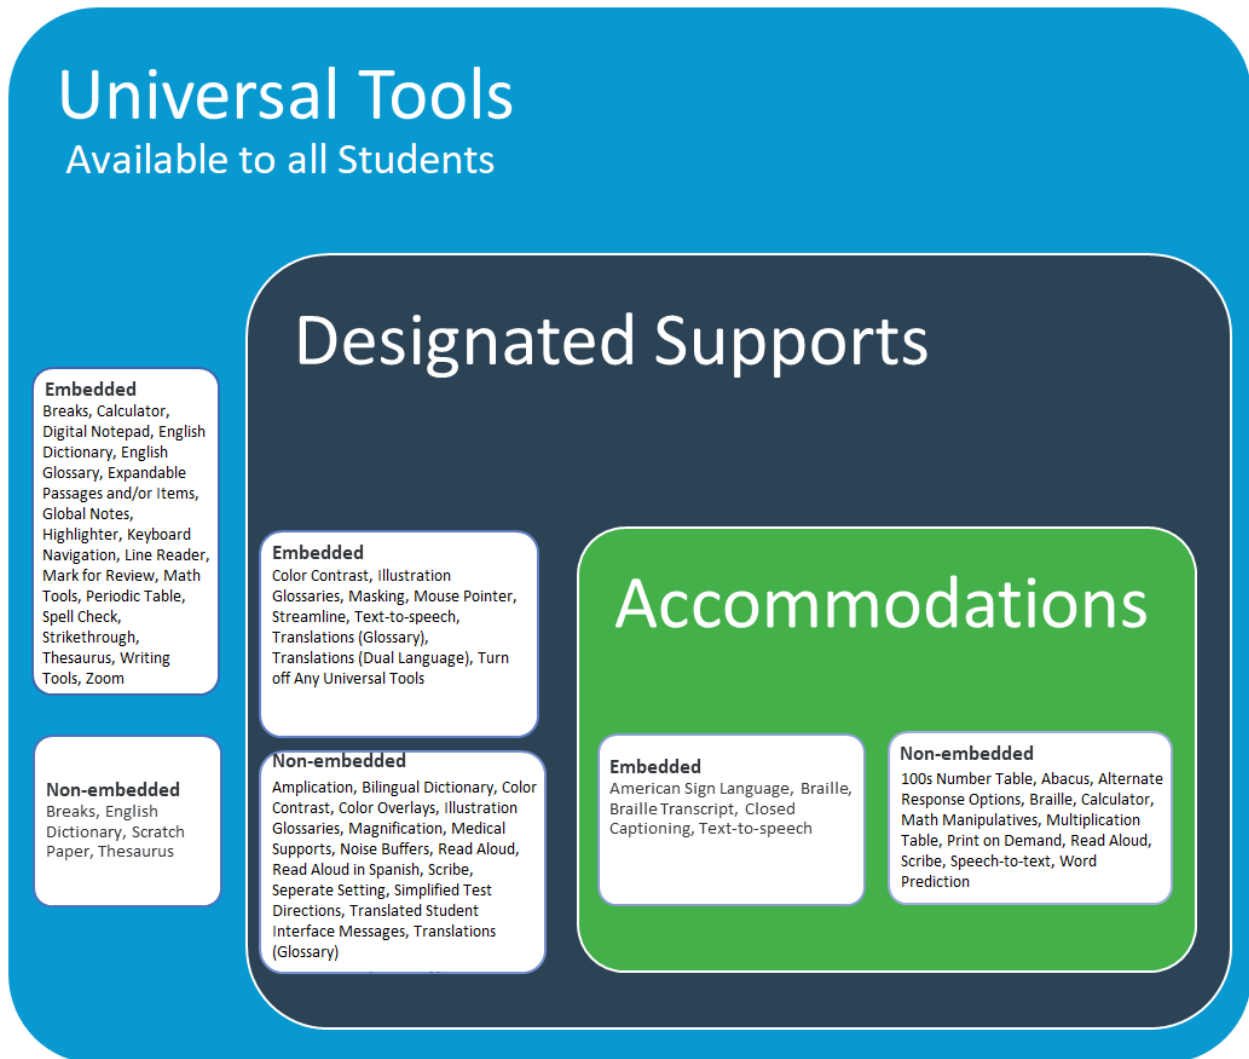 Universal Tools
Available to all Students
Designated Supports
Embedded
Breaks, Calculator,
Digital Notepad, English
Dictionary, English
Glossary, Expandable
Passages and/or Items,
Global Notes,
Highlighter, Keyboard
Navigation, Line Reader,
Mark for Review, Math
Tools, Periodic Table,
Spell Check,
Strikethrough,
Thesaurus, Writing
Tools, Zoom
Non-embedded
Breaks, English
Dictionary, Scratch
Paper, Thesaurus
Embedded
Color Contrast, Illustration
Glossaries, Masking, Mouse Pointer,
Streamline, Text-to-speech,
Translations (Glossary),
Translations (Dual Language), Turn
off Any Universal Tools
Non-embedded
Amplication, Bilingual Dictionary, Color
Contrast, Color Overlays, Illustration
Glossaries, Magnification, Medical
Supports, Noise Buffers, Read Aloud,
Read Aloud in Spanish, Scribe,
Seperate Setting, Simplified Test
Directions, Translated Student
Interface Messages, Translations
(Glossary)
Accommodations
Embedded
American Sign Language, Braille,
Braille Transcript, Closed
Captioning, Text-to-speech
Non-embedded
100s Number Table, Abacus, Alternate
Response Options, Braille, Calculator,
Math Manipulatives, Multiplication
Table, Print on Demand, Read Aloud,
Scribe, Speech-to-text, Word
Prediction